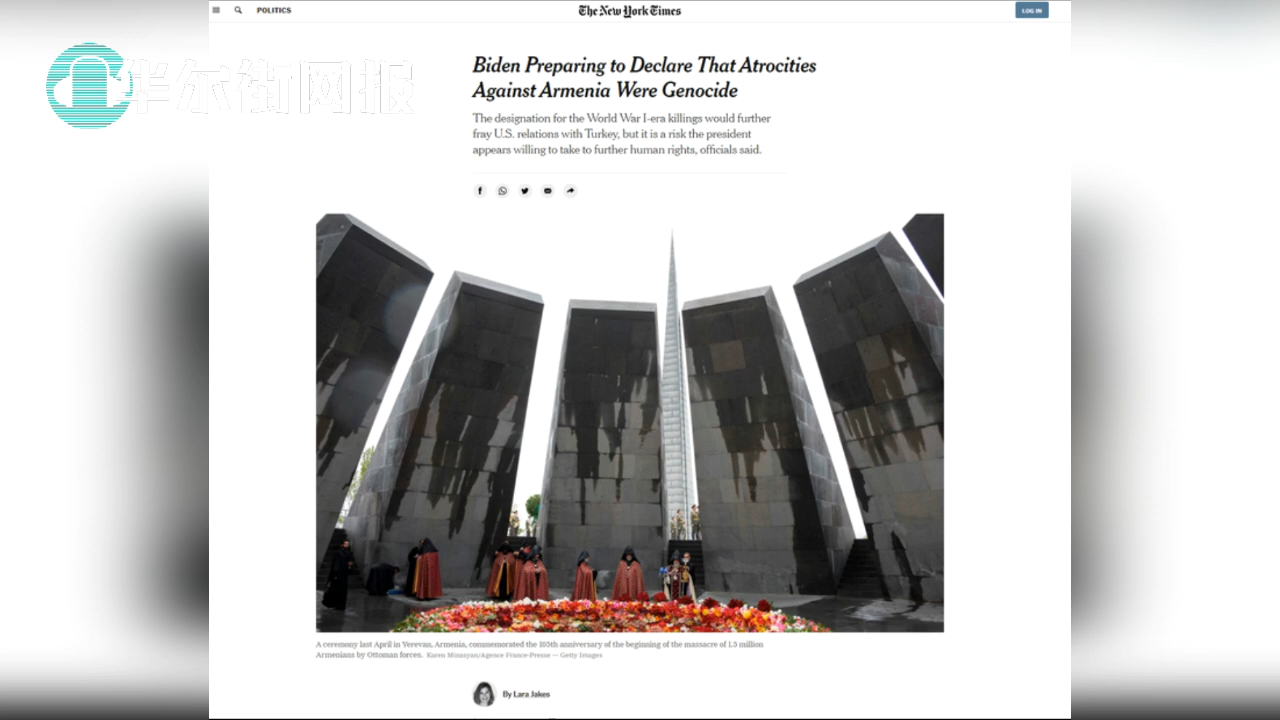 POLITICS
The New York Times
LOG IN
华尔街网报
Biden Preparing to Declare That Atrocities
Against Armenia Were Genocide
The designation for the World War I-era killings would further
fray U.S. relations with Turkey, but it is a risk the president
appears willing to take to further human rights, officials said.
A ceremony last April in Yerevan, Armenia, commemorated the 105th anniversary of the beginning of the massacre of 1.5 million
Armenians by Ottoman forces. Karen Minasyan/Agence France-Presse — Getty Images
By Lara Jakes